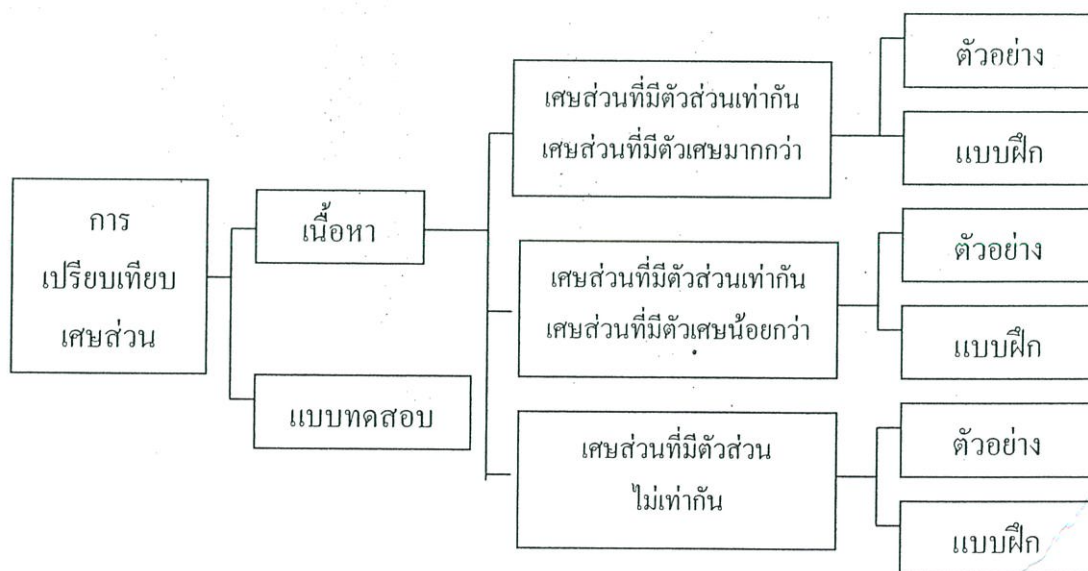 การ
เปรียบเทียบ
เศษส่วน
เนื้อหา
แบบทดสอบ
เศษส่วนที่มีตัวส่วนเท่ากัน
เศษส่วนที่มีตัวเศษมากกว่า
ตัวอย่าง
แบบฝึก
เศษส่วนที่มีตัวส่วนเท่ากัน
เศษส่วนที่มีตัวเศษน้อยกว่า
ตัวอย่าง
แบบฝึก
เศษส่วนที่มีตัวส่วน
ไม่เท่ากัน
ตัวอย่าง
แบบฝึก